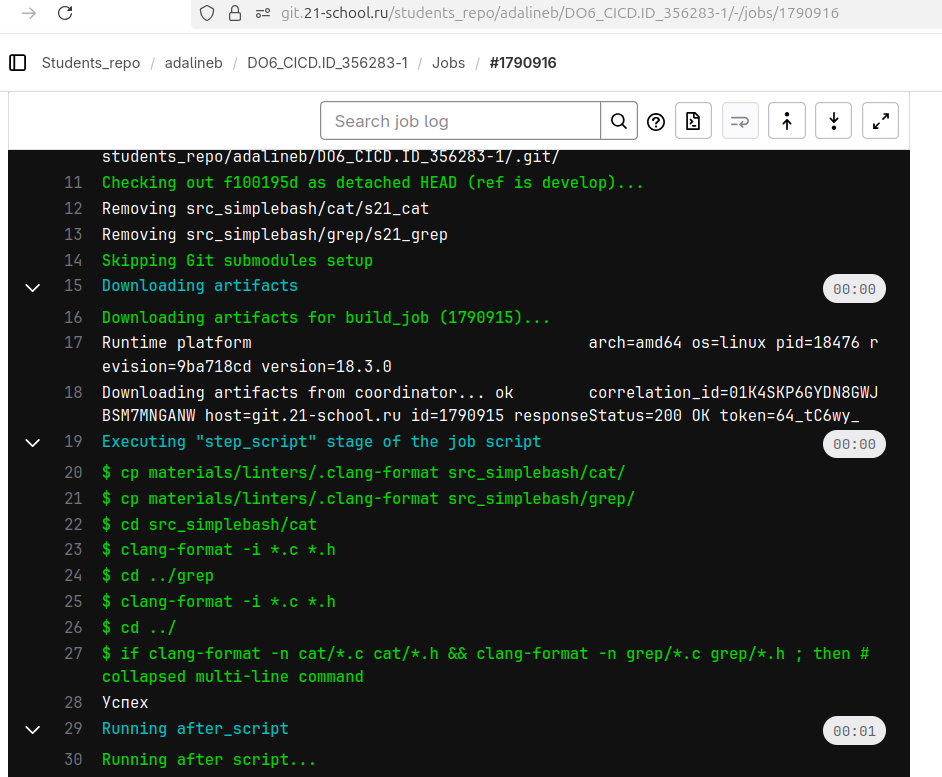 git.21-school.ru/students_repo/adalineb/DO6_CICD.ID_356283-1/-/jobs/1790916
Students_repo / adalineb / DO6_CICD.ID_356283-1 / Jobs / #1790916
Search job log
students_repo/adalineb/DO6_CICD.ID_356283-1/.git/
11 Checking out f100195d as detached HEAD (ref is develop)...
12 Removing src_simplebash/cat/s21_cat
13 Removing src_simplebash/grep/s21_grep
14 Skipping Git submodules setup
15 Downloading artifacts 00:00
16 Downloading artifacts for build_job (1790915)...
17 Runtime platform arch=amd64 os=linux pid=18476 r
evision=9ba718cd version=18.3.0
18 Downloading artifacts from coordinator... ok correlation_id=01K4SKP6GYDN8GWJ
BSM7MNGANW host=git.21-school.ru id=1790915 responseStatus=200 OK token=64_tC6wy_
19 Executing "step_script" stage of the job script 00:00
20 $ cp materials/linters/.clang-format src_simplebash/cat/
21 $ cp materials/linters/.clang-format src_simplebash/grep/
22 $ cd src_simplebash/cat
23 $ clang-format -i *.c *.h
24 $ cd ../grep
25 $ clang-format -i *.c *.h
26 $ cd ../
27 $ if clang-format -n cat/*.c cat/*.h && clang-format -n grep/*.c grep/*.h ; then #
collapsed multi-line command
28 Успех
29 Running after_script 00:01
30 Running after script...